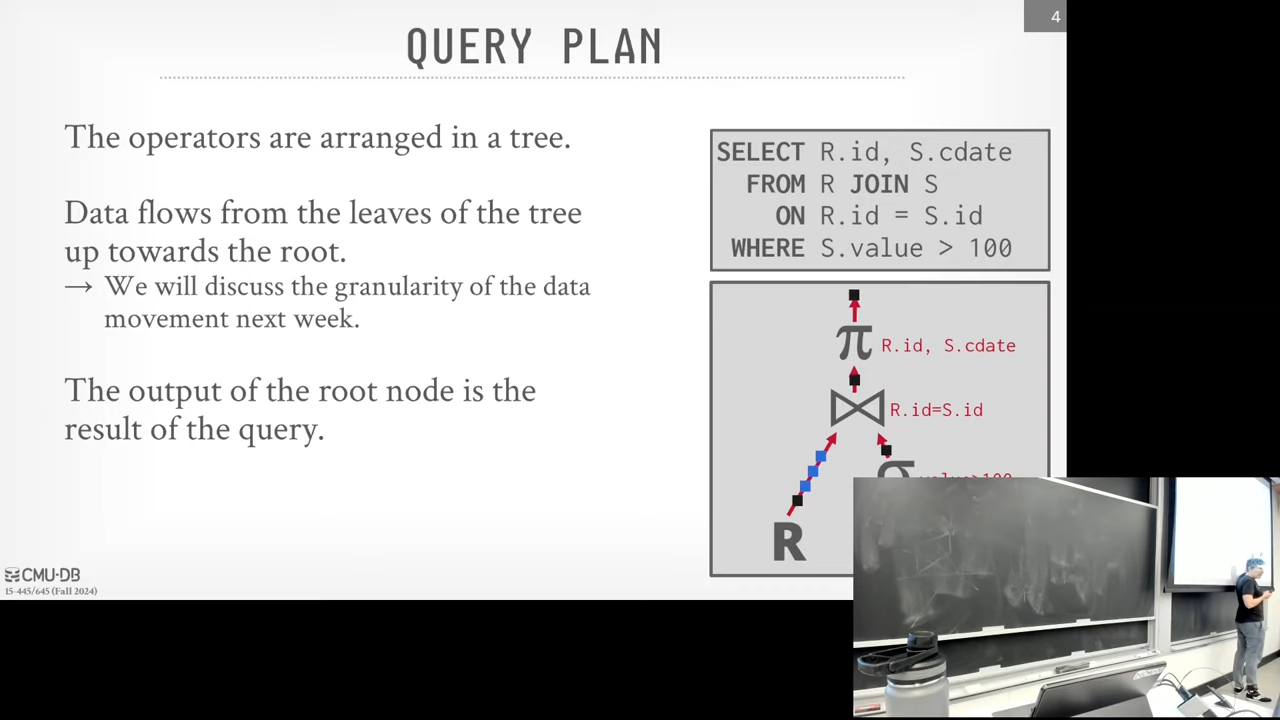 4
QUERY PLAN
The operators are arranged in a tree.
Data flows from the leaves of the tree
up towards the root.
→ We will discuss the granularity of the data
movement next week.
The output of the root node is the
result of the query.
SELECT R.id, S.cdate
FROM R JOIN S
ON R.id = S.id
WHERE S.value > 100
π R.id, S.cdate
⋈ R.id=S.id
R
CMU·DB
15-445/645 (Fall 2024)